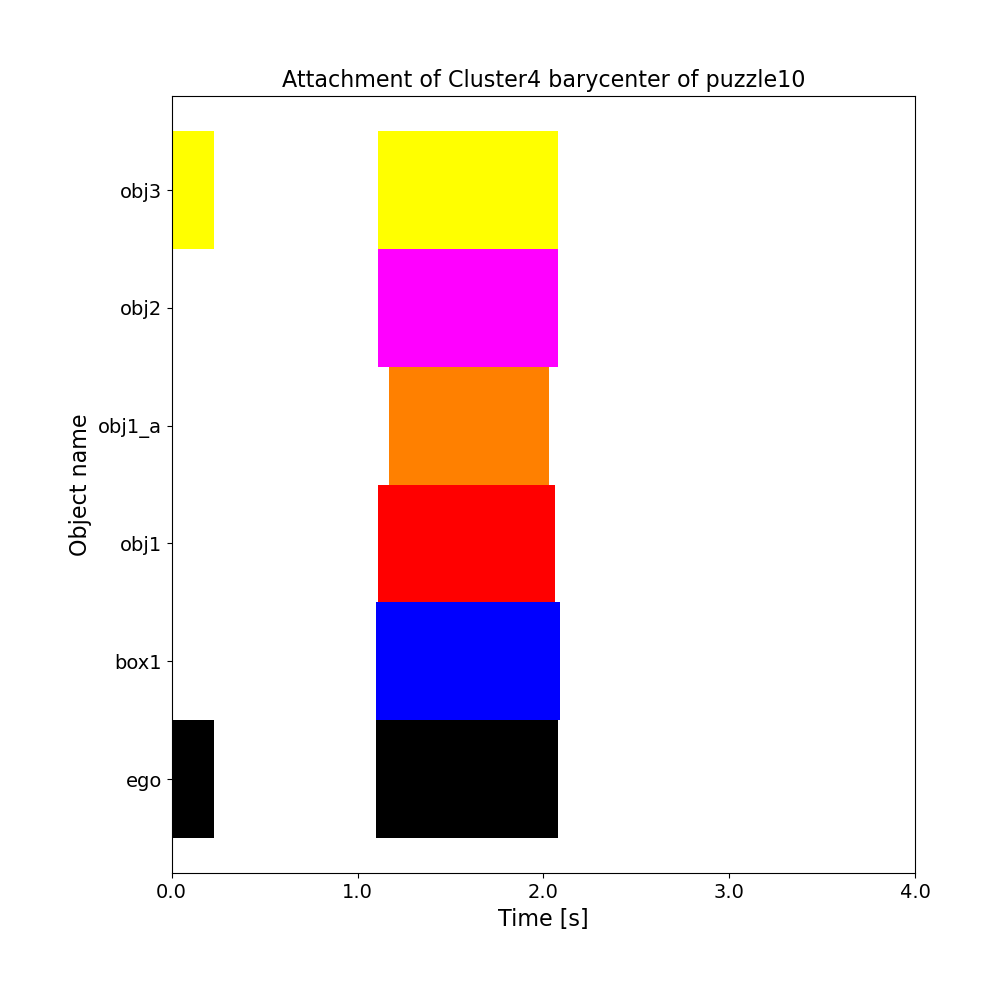 Attachment of Cluster4 barycenter of puzzle10
obj3
obj2
obj1_a
obj1
box1
ego
Object name
0.0 1.0 2.0 3.0 4.0
Time [s]